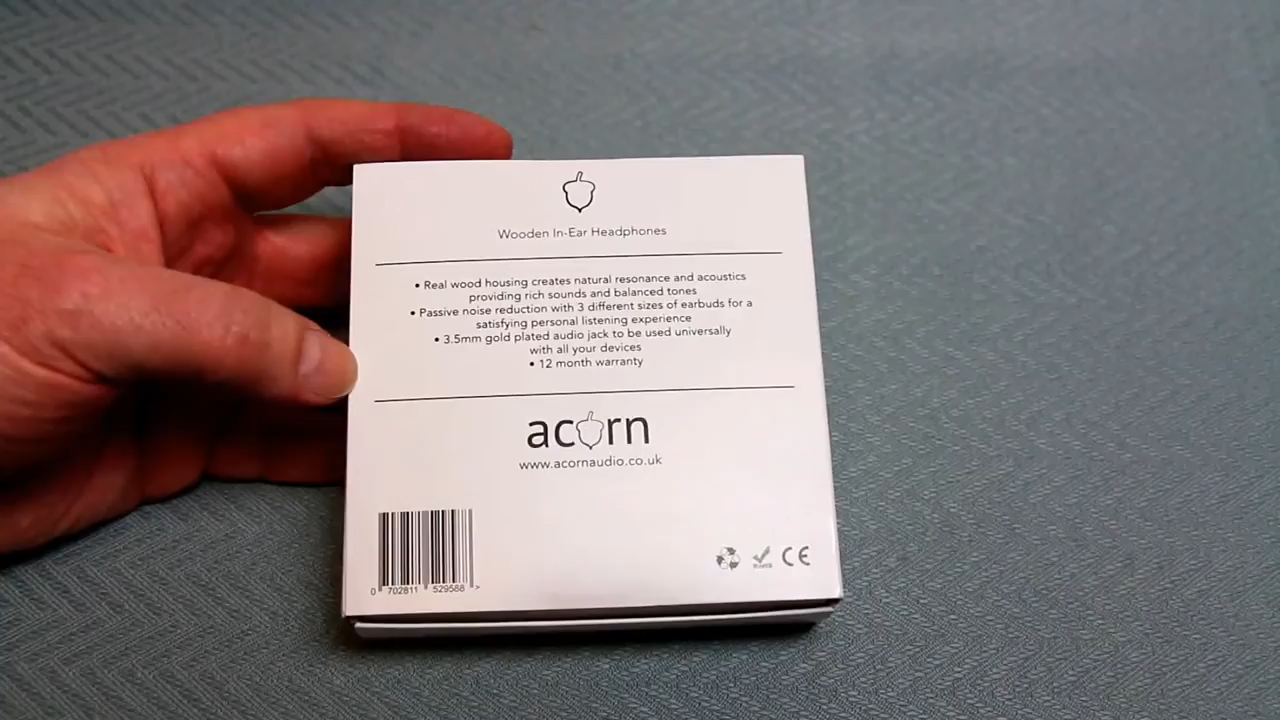 Wooden In-Ear Headphones
• Real wood housing creates natural resonance and acoustics
providing rich sounds and balanced tones
• Passive noise reduction with 3 different sizes of earbuds for a
satisfying personal listening experience
• 3.5mm gold plated audio jack to be used universally
with all your devices
• 12 month warranty
acorn
www.acornaudio.co.uk
0 702811 529588 >
RoHS
CE